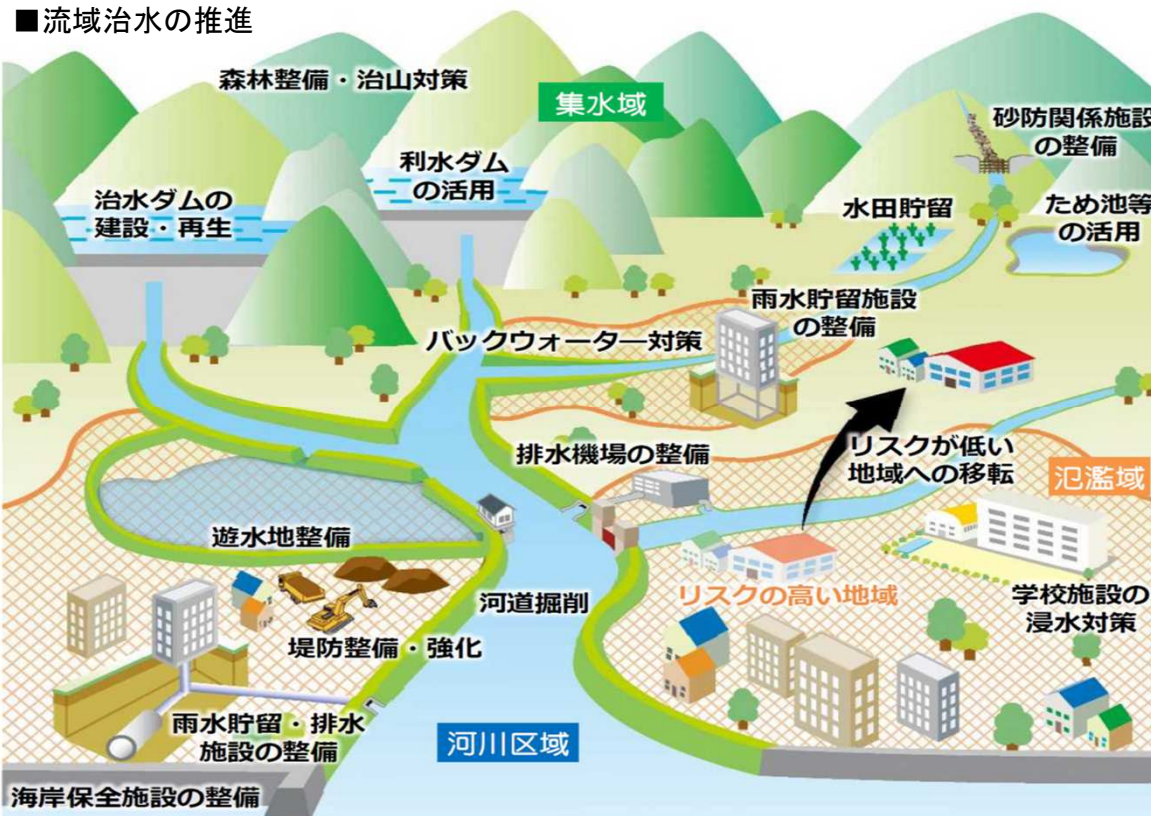 ■流域治水の推進
森林整備・治山対策
集水域
砂防関係施設
の整備
利水ダム
の活用
治水ダムの
建設・再生
水田貯留
ため池等
の活用
雨水貯留施設
の整備
バックウォーター対策
排水機場の整備
リスクが低い
地域への移転
氾濫域
遊水地整備
リスクの高い地域
河道掘削
学校施設の
浸水対策
堤防整備・強化
雨水貯留・排水
施設の整備
河川区域
海岸保全施設の整備